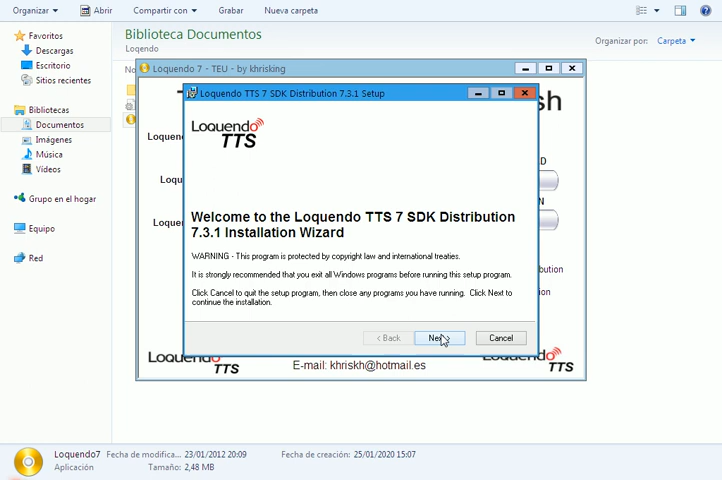 Organizar Abrir Compartir con Grabar Nueva carpeta
Favoritos
Descargas
Escritorio
Sitios recientes
Bibliotecas
Documentos
Imágenes
Música
Vídeos
Grupo en el hogar
Equipo
Red
Biblioteca Documentos
Loqendo
Organizar por: Carpeta
Loquendo 7 - TEU - by khrisking
Loquendo TTS 7 SDK Distribution 7.3.1 Setup
Loquendo
TTS
Welcome to the Loquendo TTS 7 SDK Distribution
7.3.1 Installation Wizard
WARNING - This program is protected by copyright law and international treaties.
It is strongly recommended that you exit all Windows programs before running this setup program.
Click Cancel to quit the setup program, then close any programs you have running. Click Next to
continue the installation.
< Back Next Cancel
TTS
E-mail: khriskh@hotmail.es
TTS
Loquendo7 Fecha de modifica... 23/01/2012 20:09 Fecha de creación: 25/01/2020 15:07
Aplicación Tamaño: 2,48 MB